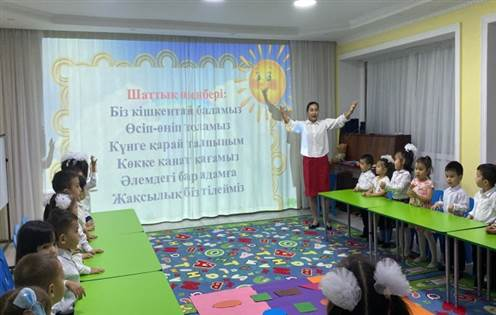 Шаттық шеңбері:
Біз кішкентай баламыз
Өсіп-өніп толамыз
Күнге қарай талпынып
Көкке қанат қағамыз
Әлемдегі бар адамға
Жақсылық біз тілейміз